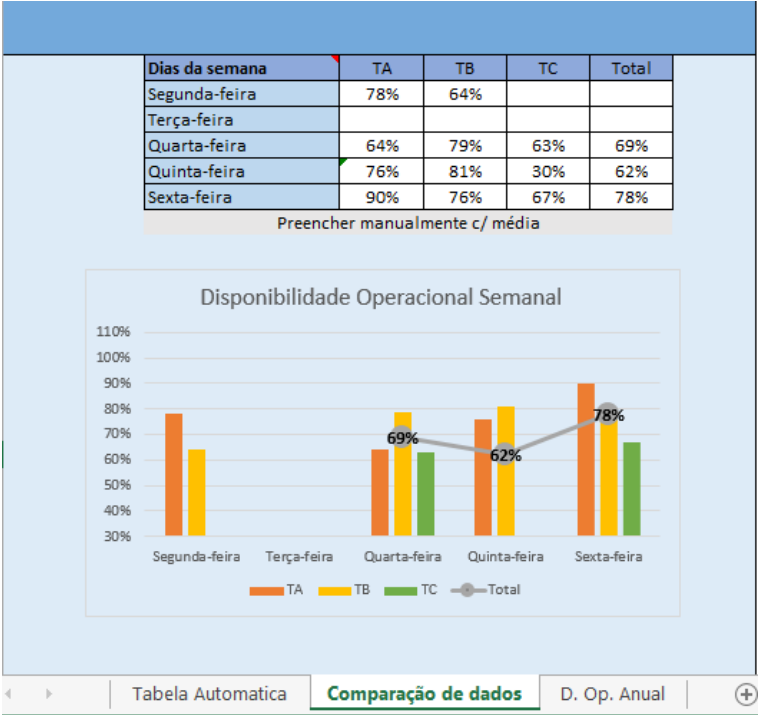 Dias da semana TA TB TC Total
Segunda-feira 78% 64%
Terça-feira
Quarta-feira 64% 79% 63% 69%
Quinta-feira 76% 81% 30% 62%
Sexta-feira 90% 76% 67% 78%
Preencher manualmente c/ média
Disponibilidade Operacional Semanal
110%
100%
90%
80%
70%
60%
50%
40%
30%
69%
62%
78%
Segunda-feira Terça-feira Quarta-feira Quinta-feira Sexta-feira
TA TB TC Total
Tabela Automatica Comparação de dados D. Op. Anual